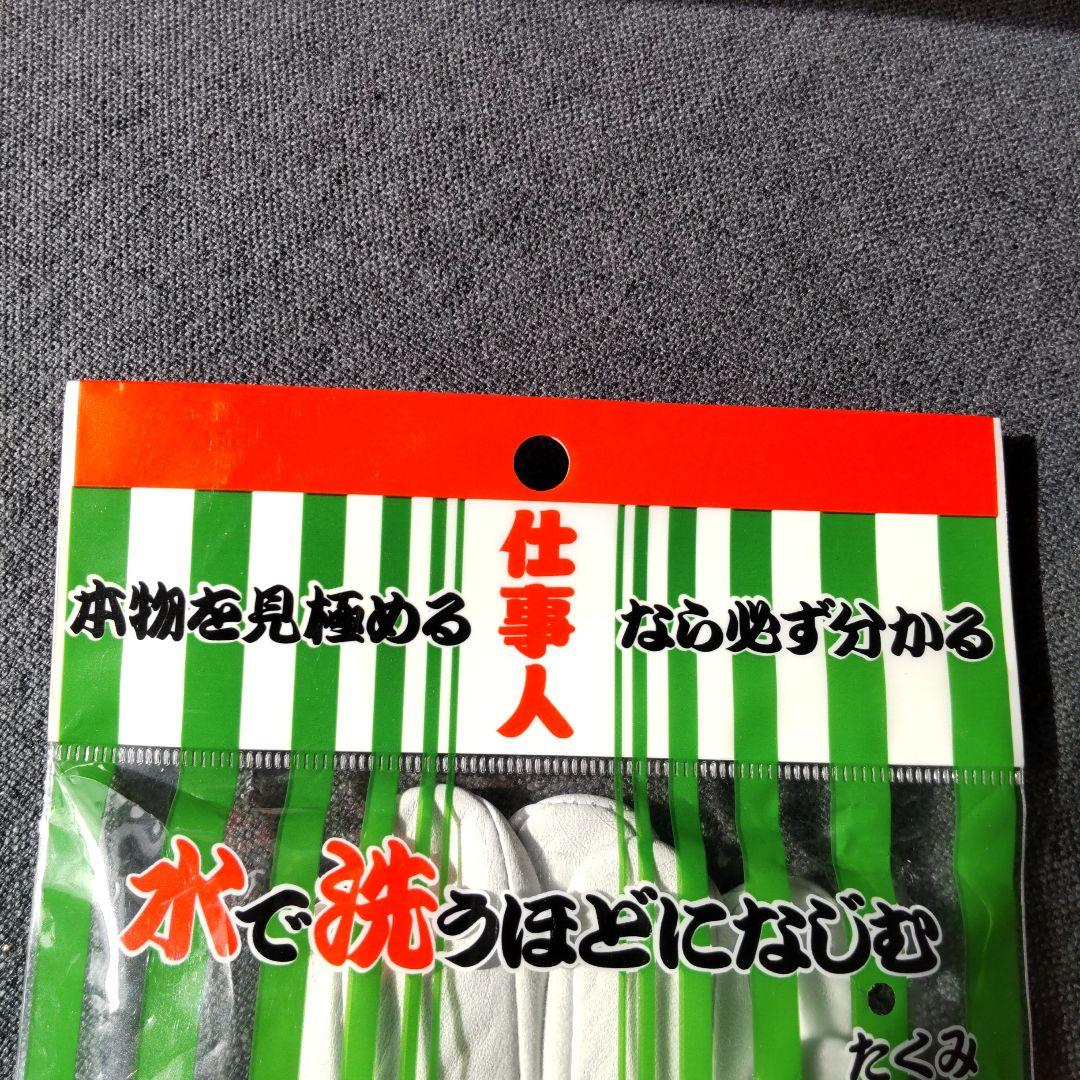 本物を見極める仕事人なら必ず分かる
水で洗うほどになじむ
たくみ